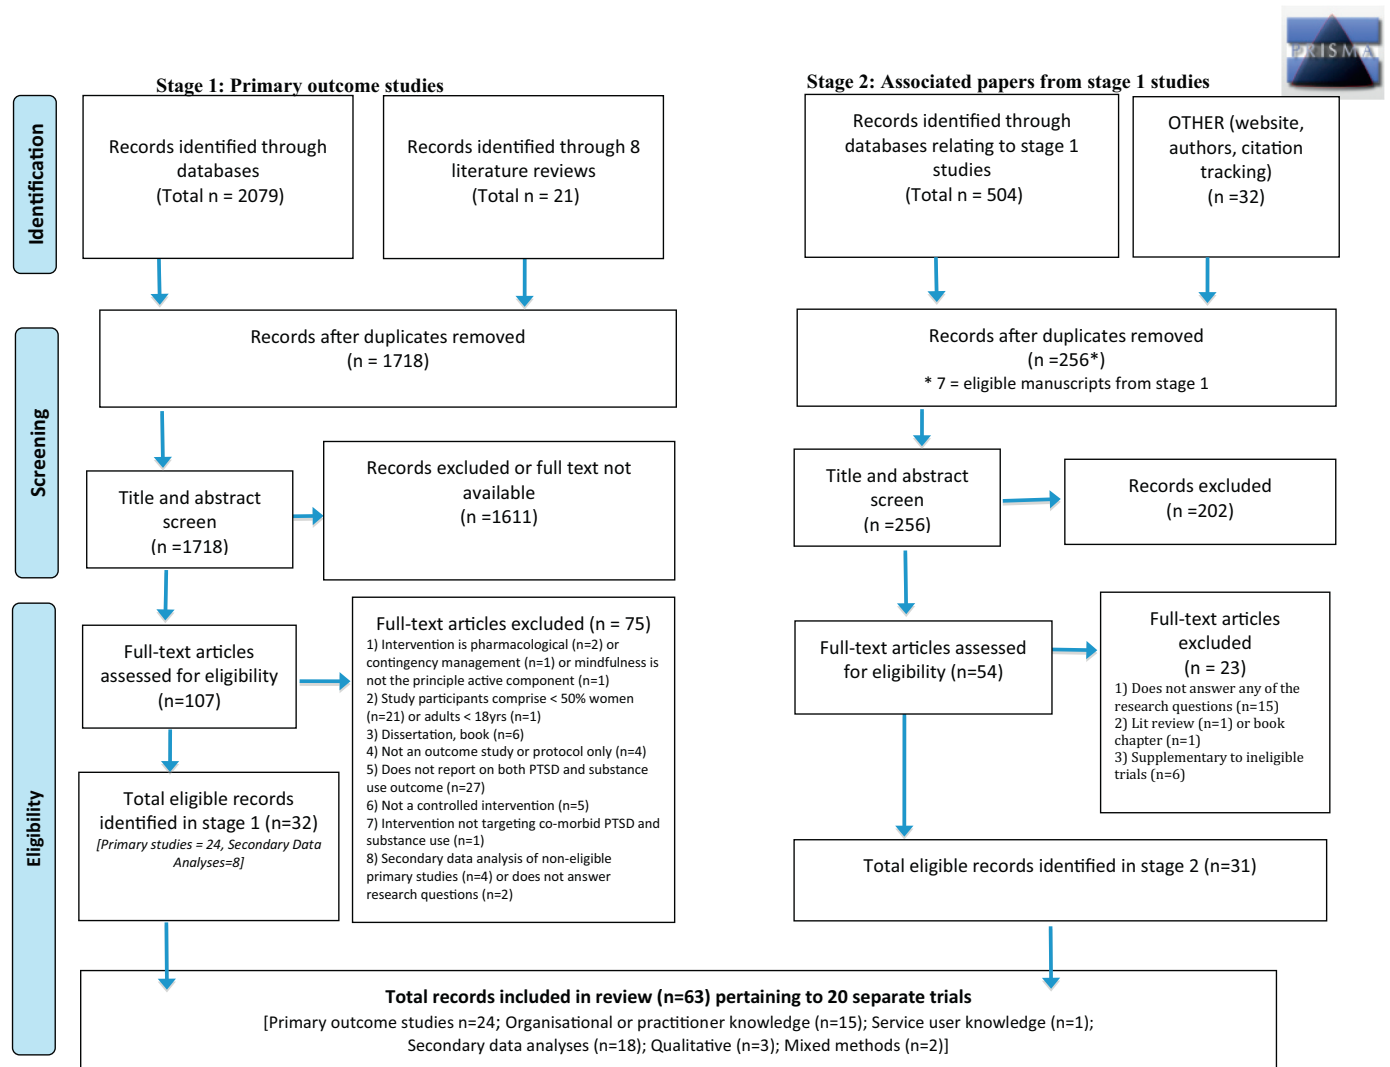 PRISMA
Stage 1: Primary outcome studies
Stage 2: Associated papers from stage 1 studies
Identification
Records identified through
databases
(Total n = 2079)
Records identified through 8
literature reviews
(Total n = 21)
Records identified through
databases relating to stage 1
studies
(Total n = 504)
OTHER (website,
authors, citation
tracking)
(n =32)
Screening
Records after duplicates removed
(n = 1718)
Records after duplicates removed
(n =256*)
* 7 = eligible manuscripts from stage 1
Title and abstract
screen
(n =1718)
Records excluded or full text not
available
(n =1611)
Title and abstract
screen
(n =256)
Records excluded
(n =202)
Eligibility
Full-text articles
assessed for eligibility
(n=107)
Full-text articles excluded (n = 75)
1) Intervention is pharmacological (n=2) or
contingency management (n=1) or mindfulness is
not the principle active component (n=1)
2) Study participants comprise < 50% women
(n=21) or adults < 18yrs (n=1)
3) Dissertation, book (n=6)
4) Not an outcome study or protocol only (n=4)
5) Does not report on both PTSD and substance
use outcome (n=27)
6) Not a controlled intervention (n=5)
7) Intervention not targeting co-morbid PTSD and
substance use (n=1)
8) Secondary data analysis of non-eligible
primary studies (n=4) or does not answer
research questions (n=2)
Full-text articles assessed
for eligibility (n=54)
Full-text articles
excluded
(n = 23)
1) Does not answer any of the
research questions (n=15)
2) Lit review (n=1) or book
chapter (n=1)
3) Supplementary to ineligible
trials (n=6)
Total eligible records
identified in stage 1 (n=32)
[Primary studies = 24, Secondary Data
Analyses=8]
Total eligible records identified in stage 2 (n=31)
Total records included in review (n=63) pertaining to 20 separate trials
[Primary outcome studies n=24; Organisational or practitioner knowledge (n=15); Service user knowledge (n=1);
Secondary data analyses (n=18); Qualitative (n=3); Mixed methods (n=2)]